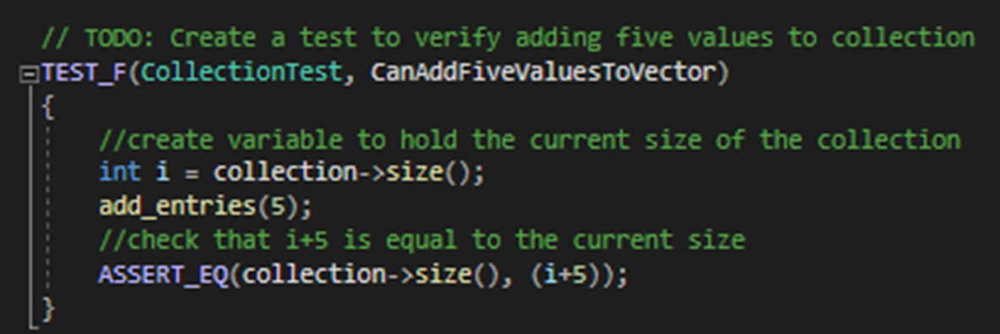 // TODO: Create a test to verify adding five values to collection
TEST_F(CollectionTest, CanAddFiveValuesToVector)
{
//create variable to hold the current size of the collection
int i = collection->size();
add_entries(5);
//check that i+5 is equal to the current size
ASSERT_EQ(collection->size(), (i+5));
}